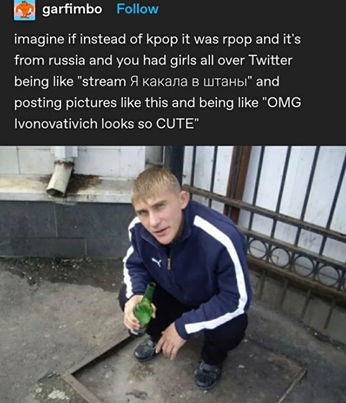 garfimbo Follow
imagine if instead of kpop it was rpop and it's
from russia and you had girls all over Twitter
being like "stream Я какала в штаны" and
posting pictures like this and being like "OMG
Ivonovativich looks so CUTE"